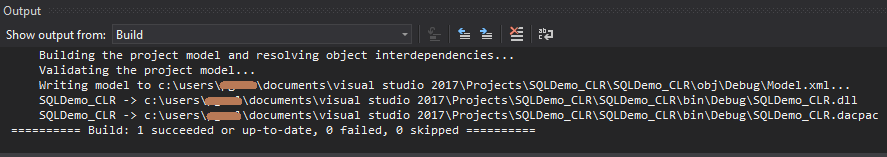 Output
Show output from: Build
Building the project model and resolving object interdependencies...
Validating the project model...
Writing model to c:\users\ \documents\visual studio 2017\Projects\SQLDemo_CLR\SQLDemo_CLR\obj\Debug\Model.xml...
SQLDemo_CLR -> c:\users\ \documents\visual studio 2017\Projects\SQLDemo_CLR\SQLDemo_CLR\bin\Debug\SQLDemo_CLR.dll
SQLDemo_CLR -> c:\users\ \documents\visual studio 2017\Projects\SQLDemo_CLR\SQLDemo_CLR\bin\Debug\SQLDemo_CLR.dacpac
========== Build: 1 succeeded or up-to-date, 0 failed, 0 skipped ==========